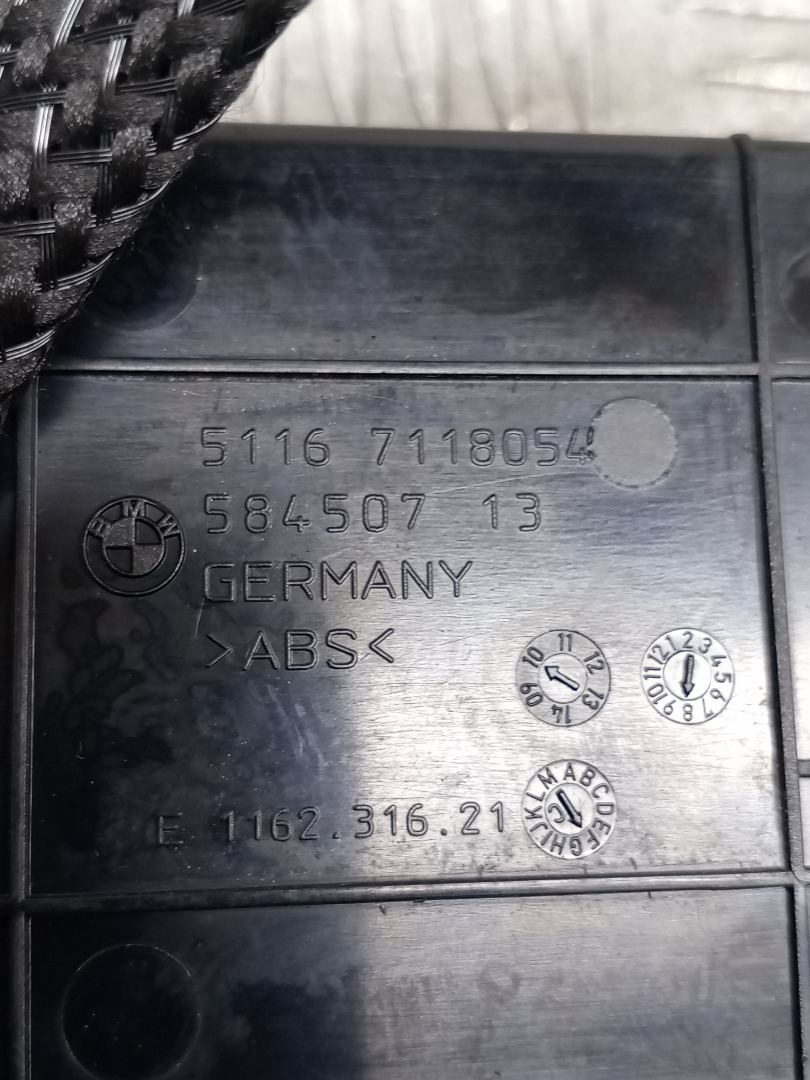 5116 7118054
584507 13
BMW
GERMANY
>ABS<
09 10 11 12 13 14
1 2 3 4 5 6 7 8 9 10 11 12
E 1162.316.21
A B C D E F G H I J K L M
C